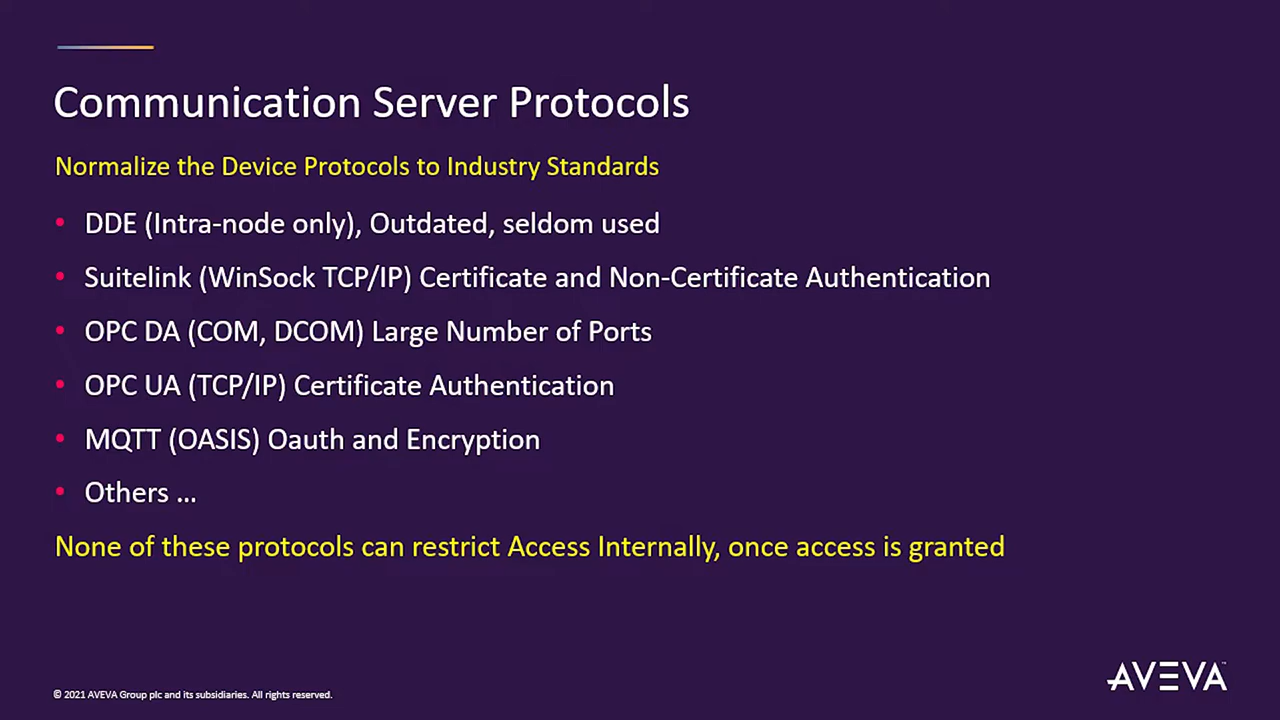 Communication Server Protocols
Normalize the Device Protocols to Industry Standards
• DDE (Intra-node only), Outdated, seldom used
• Suitelink (WinSock TCP/IP) Certificate and Non-Certificate Authentication
• OPC DA (COM, DCOM) Large Number of Ports
• OPC UA (TCP/IP) Certificate Authentication
• MQTT (OASIS) Oauth and Encryption
• Others ...
None of these protocols can restrict Access Internally, once access is granted
© 2021 AVEVA Group plc and its subsidiaries. All rights reserved.
AVEVA™